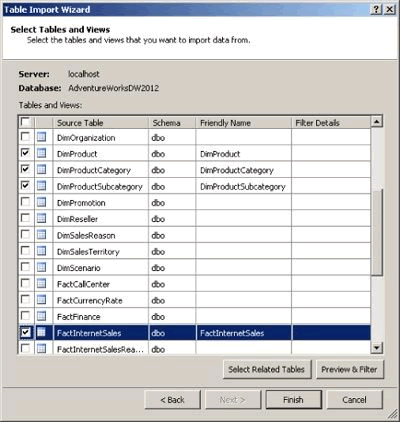 Table Import Wizard
Select Tables and Views
Select the tables and views that you want to import data from.
Server: localhost
Database: AdventureWorksDW2012
Tables and Views:
Source Table Schema Friendly Name Filter Details
DimOrganization dbo
DimProduct dbo DimProduct
DimProductCategory dbo DimProductCategory
DimProductSubcategory dbo DimProductSubcategory
DimPromotion dbo
DimReseller dbo
DimSalesReason dbo
DimSalesTerritory dbo
DimScenario dbo
FactCallCenter dbo
FactCurrencyRate dbo
FactFinance dbo
FactInternetSales dbo FactInternetSales
FactInternetSalesRea... dbo
Select Related Tables Preview & Filter
< Back Next > Finish Cancel